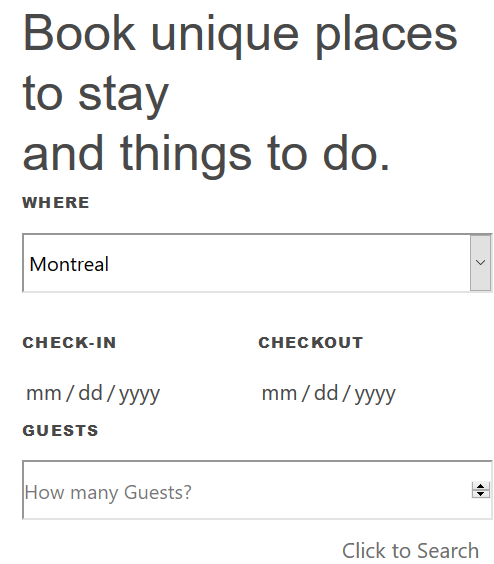 Book unique places
to stay
and things to do.
WHERE
Montreal
CHECK-IN CHECKOUT
mm / dd / yyyy mm / dd / yyyy
GUESTS
How many Guests?
Click to Search